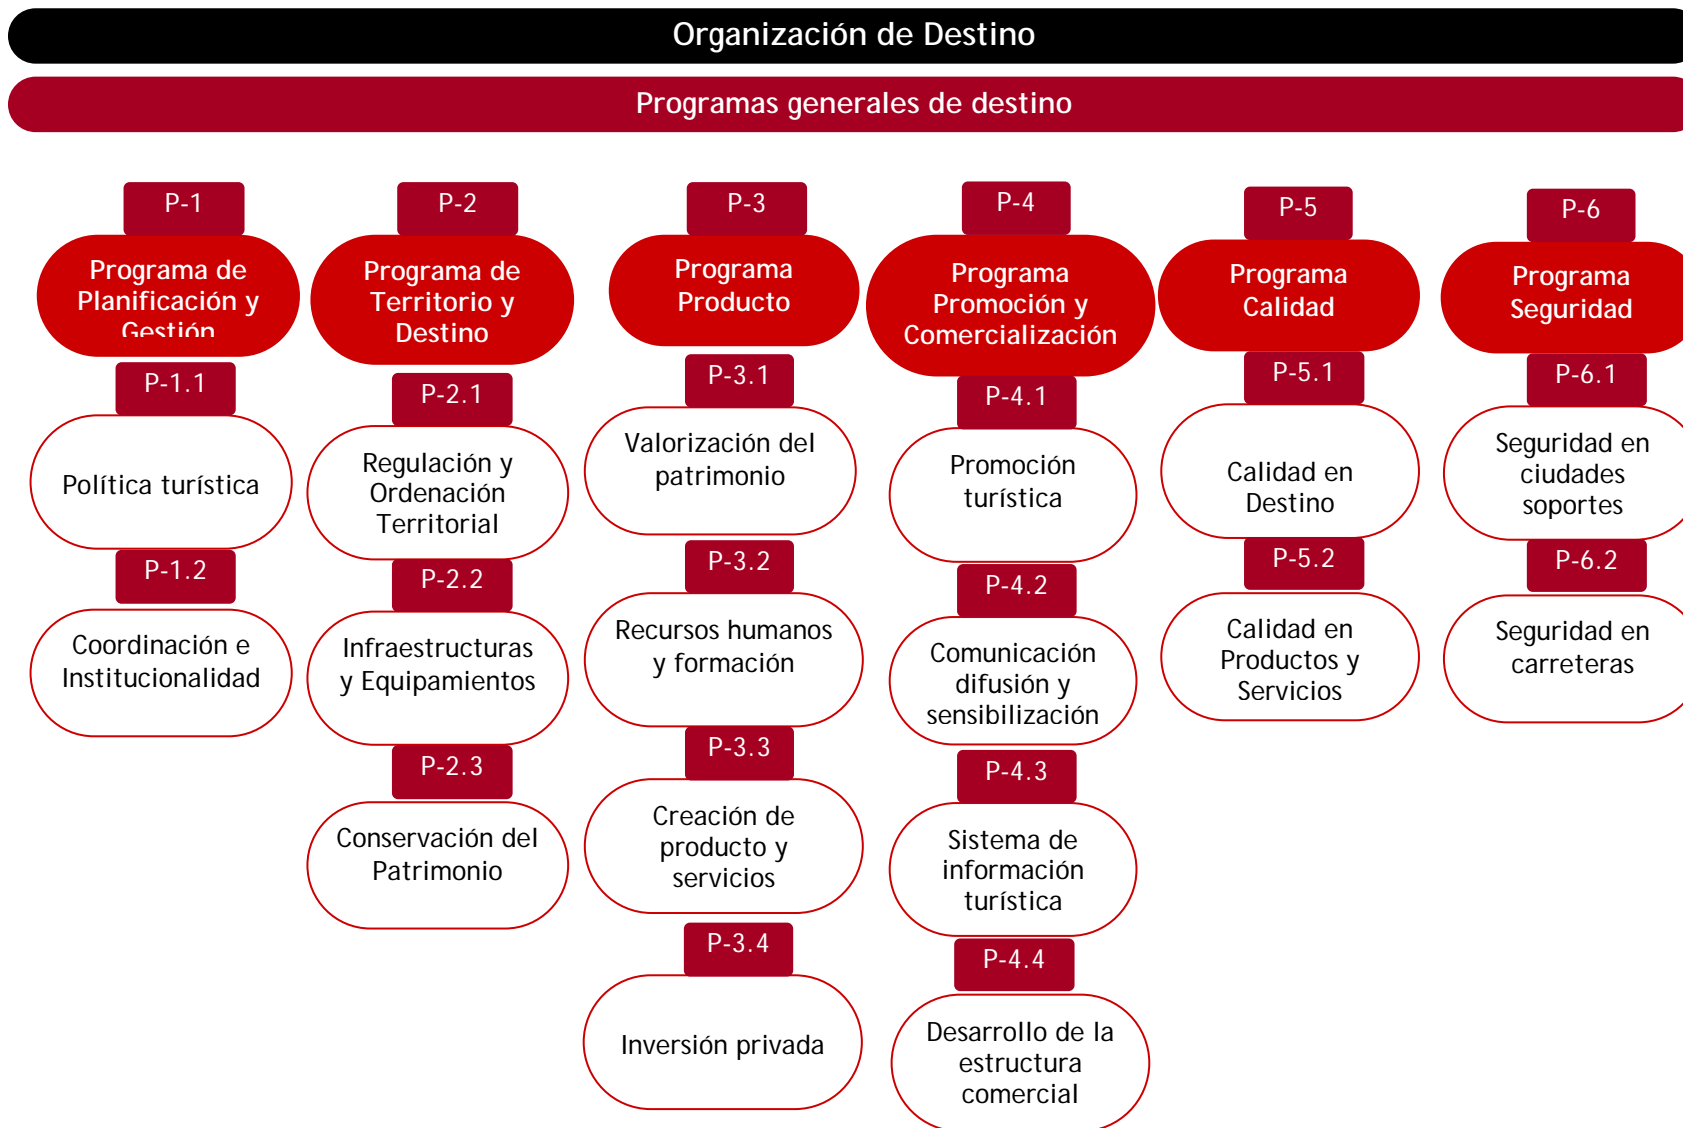 Organización de Destino
Programas generales de destino
P-1
Programa de
Planificación y
Gestión
P-1.1
Política turística
P-1.2
Coordinación e
Institucionalidad
P-2
Programa de
Territorio y
Destino
P-2.1
Regulación y
Ordenación
Territorial
P-2.2
Infraestructuras
y Equipamientos
P-2.3
Conservación del
Patrimonio
P-3
Programa
Producto
P-3.1
Valorización del
patrimonio
P-3.2
Recursos humanos
y formación
P-3.3
Creación de
producto y
servicios
P-3.4
Inversión privada
P-4
Programa
Promoción y
Comercialización
P-4.1
Promoción
turística
P-4.2
Comunicación
difusión y
sensibilización
P-4.3
Sistema de
información
turística
P-4.4
Desarrollo de la
estructura
comercial
P-5
Programa
Calidad
P-5.1
Calidad en
Destino
P-5.2
Calidad en
Productos y
Servicios
P-6
Programa
Seguridad
P-6.1
Seguridad en
ciudades
soportes
P-6.2
Seguridad en
carreteras